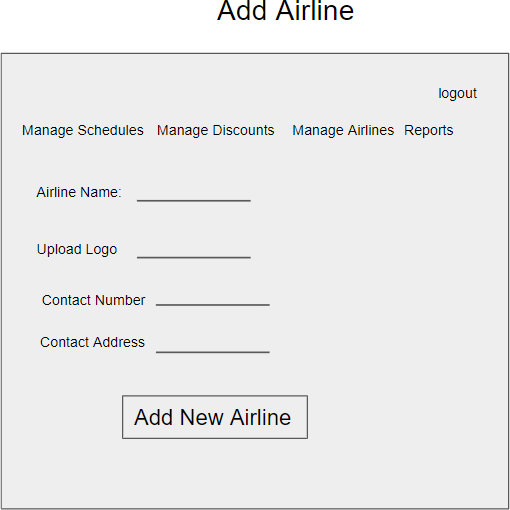 Add Airline
logout
Manage Schedules Manage Discounts Manage Airlines Reports
Airline Name:
Upload Logo
Contact Number
Contact Address
Add New Airline